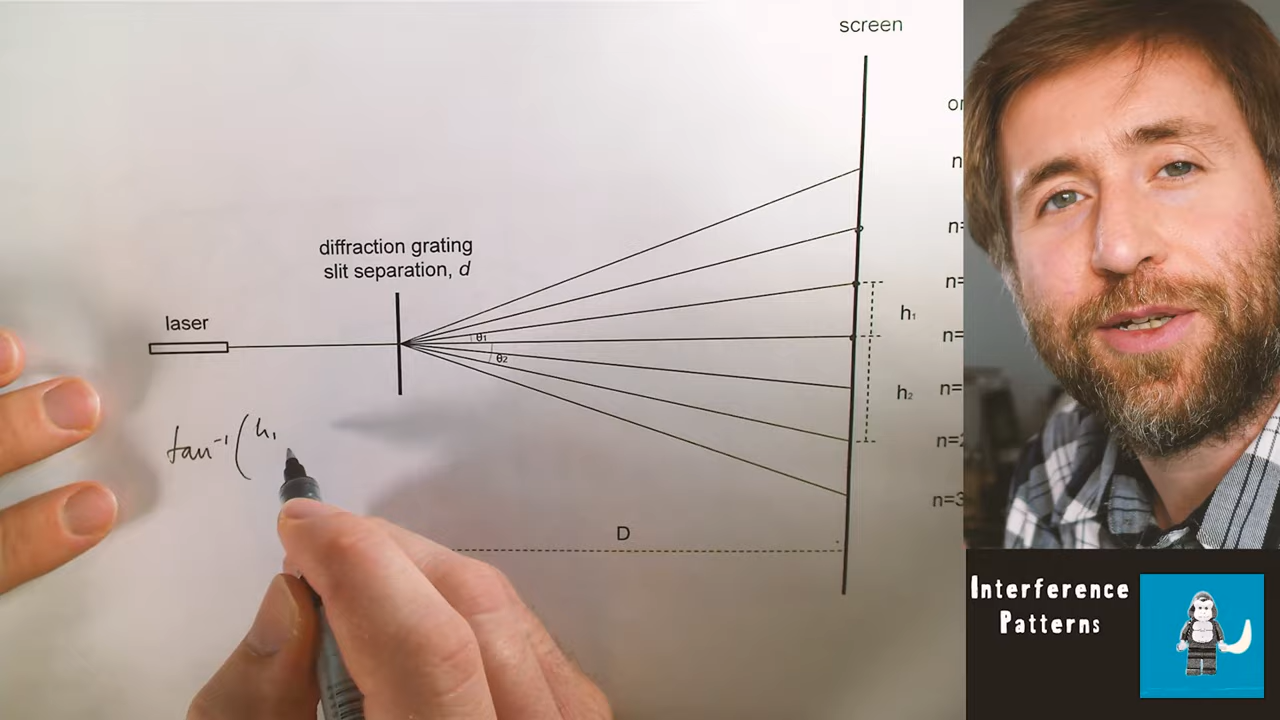 screen
or
n
n=
diffraction grating
slit separation, d
n=
laser
θ₁
h₁
n=
θ₂
h₂
n=
tan⁻¹(h₁
n=2
n=3
D
Interference
Patterns